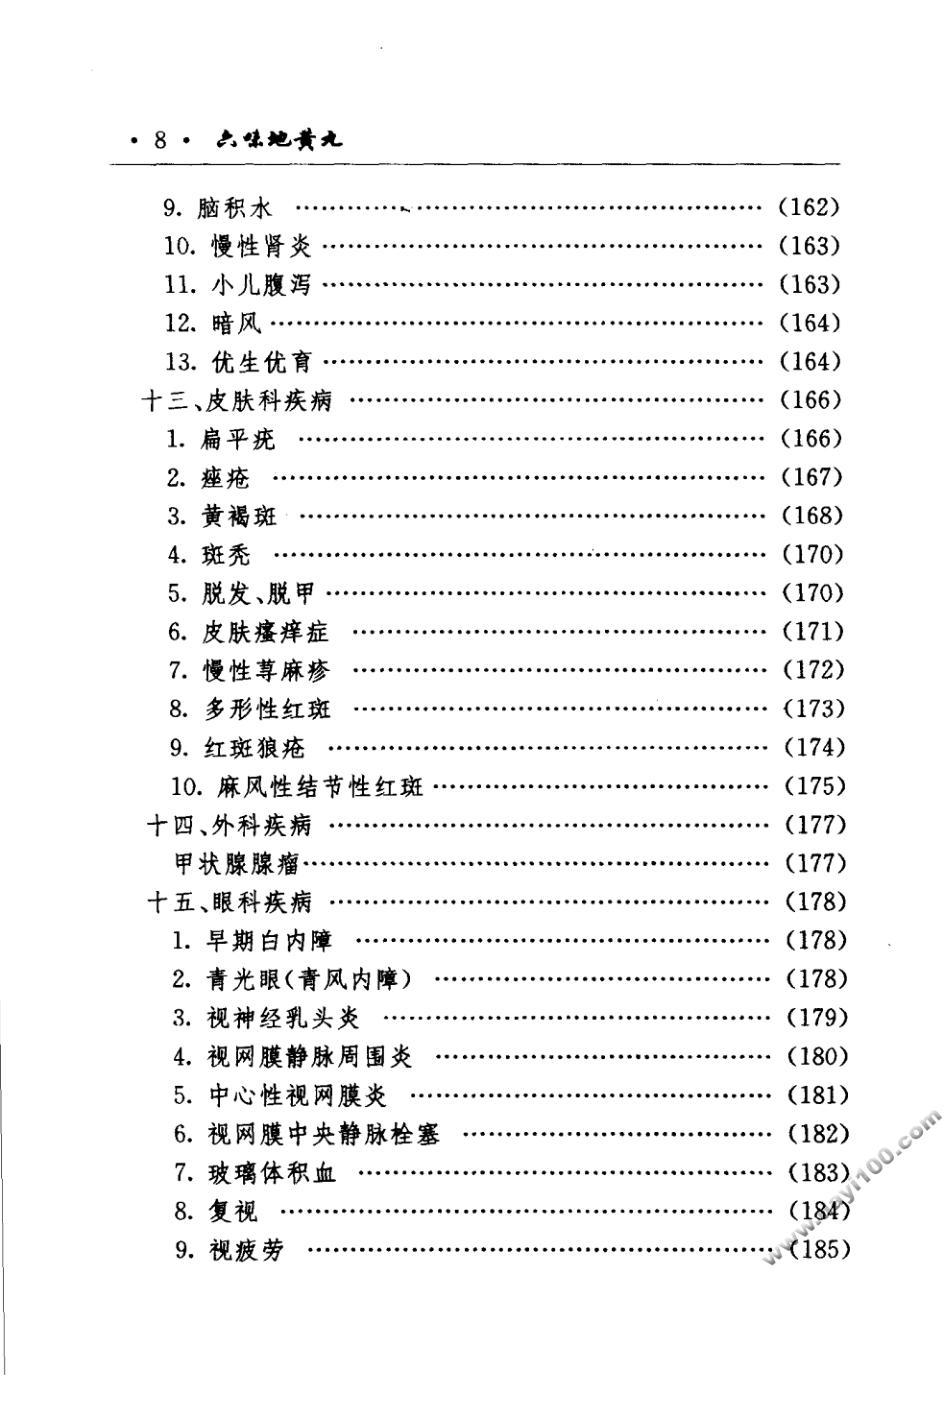 · 8 · 六味地黄丸
9. 脑积水 …………………………………………… (162)
10. 慢性肾炎 …………………………………………… (163)
11. 小儿腹泻 …………………………………………… (163)
12. 暗风 …………………………………………… (164)
13. 优生优育 …………………………………………… (164)
十三、皮肤科疾病 …………………………………………… (166)
1. 扁平疣 …………………………………………… (166)
2. 痤疮 …………………………………………… (167)
3. 黄褐斑 …………………………………………… (168)
4. 斑秃 …………………………………………… (170)
5. 脱发、脱甲 …………………………………………… (170)
6. 皮肤瘙痒症 …………………………………………… (171)
7. 慢性荨麻疹 …………………………………………… (172)
8. 多形性红斑 …………………………………………… (173)
9. 红斑狼疮 …………………………………………… (174)
10. 麻风性结节性红斑 …………………………………… (175)
十四、外科疾病 …………………………………………… (177)
甲状腺腺瘤 …………………………………………… (177)
十五、眼科疾病 …………………………………………… (178)
1. 早期白内障 …………………………………………… (178)
2. 青光眼(青风内障) …………………………………… (178)
3. 视神经乳头炎 ………………………………………… (179)
4. 视网膜静脉周围炎 …………………………………… (180)
5. 中心性视网膜炎 ……………………………………… (181)
6. 视网膜中央静脉栓塞 ………………………………… (182)
7. 玻璃体积血 …………………………………………… (183)
8. 复视 …………………………………………… (184)
9. 视疲劳 …………………………………………… (185)